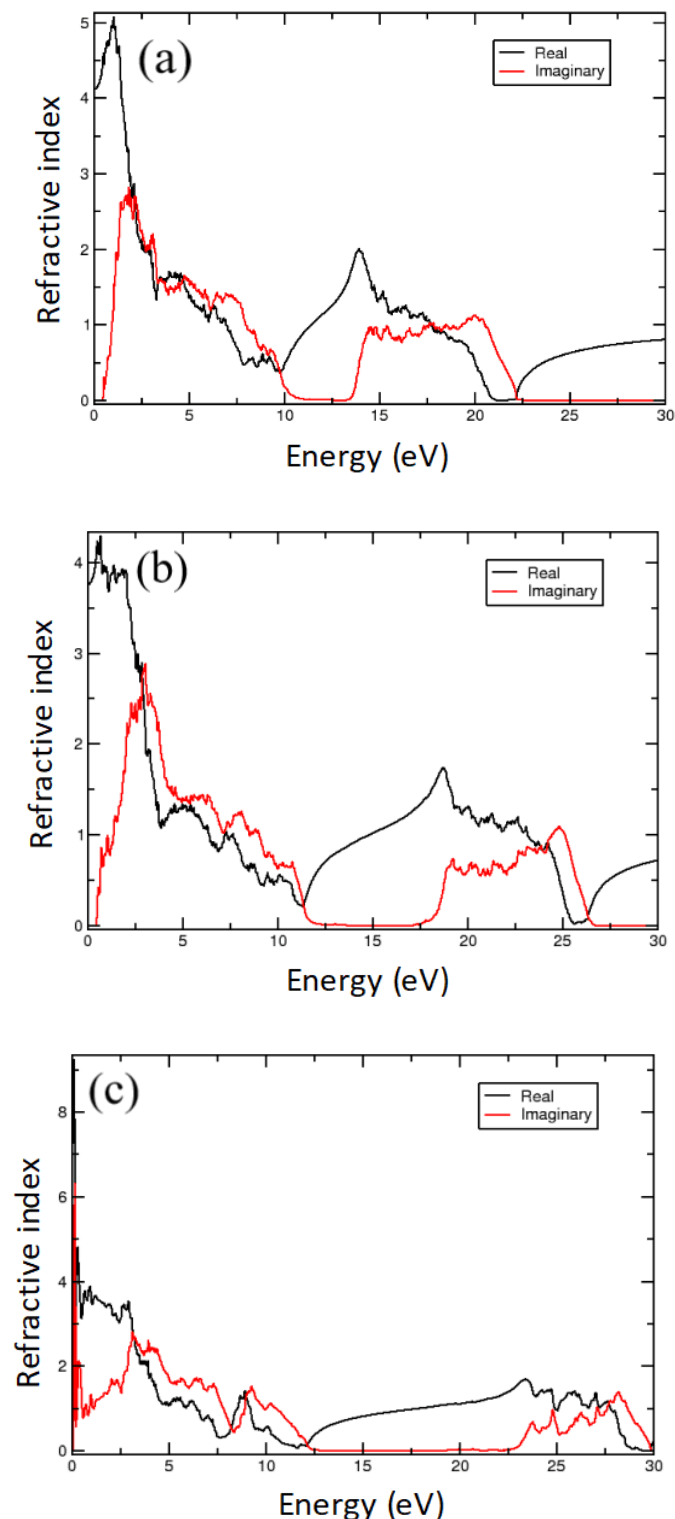 (a)
Real
Imaginary
Refractive index
5
4
3
2
1
0
0 5 10 15 20 25 30
Energy (eV)
(b)
Real
Imaginary
Refractive index
4
3
2
1
0
0 5 10 15 20 25 30
Energy (eV)
(c)
Real
Imaginary
Refractive index
8
6
4
2
0
0 5 10 15 20 25 30
Energy (eV)